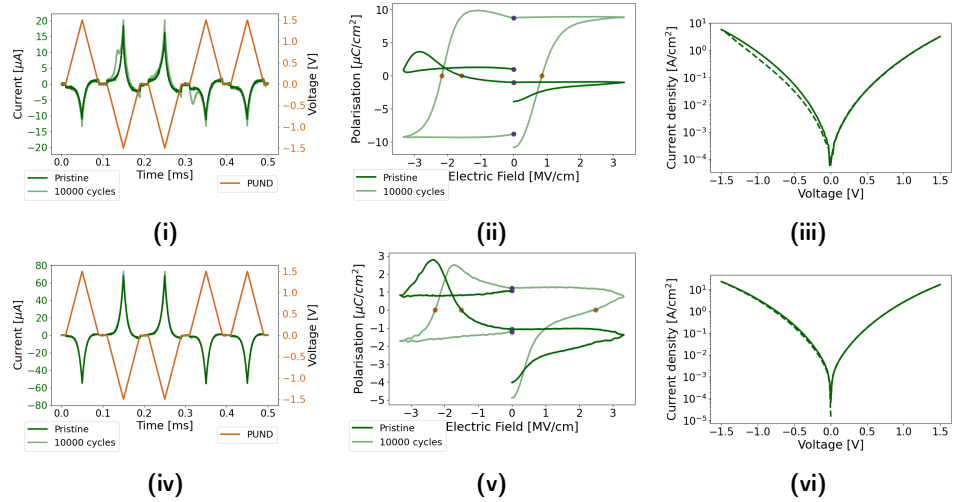 20
15
10
5
0
−5
−10
−15
−20
Current [μA]
0.0 0.1 0.2 0.3 0.4 0.5
Time [ms]
1.5
1.0
0.5
0.0
−0.5
−1.0
−1.5
Voltage [V]
Pristine
10000 cycles
PUND
(i)
10
5
0
−5
−10
Polarisation [μC/cm²]
−3 −2 −1 0 1 2 3
Electric Field [MV/cm]
Pristine
10000 cycles
(ii)
10¹
10⁰
10⁻¹
10⁻²
10⁻³
10⁻⁴
Current density [A/cm²]
−1.5 −1.0 −0.5 0.0 0.5 1.0 1.5
Voltage [V]
(iii)
80
60
40
20
0
−20
−40
−60
−80
Current [μA]
0.0 0.1 0.2 0.3 0.4 0.5
Time [ms]
1.5
1.0
0.5
0.0
−0.5
−1.0
−1.5
Voltage [V]
Pristine
10000 cycles
PUND
(iv)
3
2
1
0
−1
−2
−3
−4
−5
Polarisation [μC/cm²]
−3 −2 −1 0 1 2 3
Electric Field [MV/cm]
Pristine
10000 cycles
(v)
10¹
10⁰
10⁻¹
10⁻²
10⁻³
10⁻⁴
10⁻⁵
Current density [A/cm²]
−1.5 −1.0 −0.5 0.0 0.5 1.0 1.5
Voltage [V]
(vi)